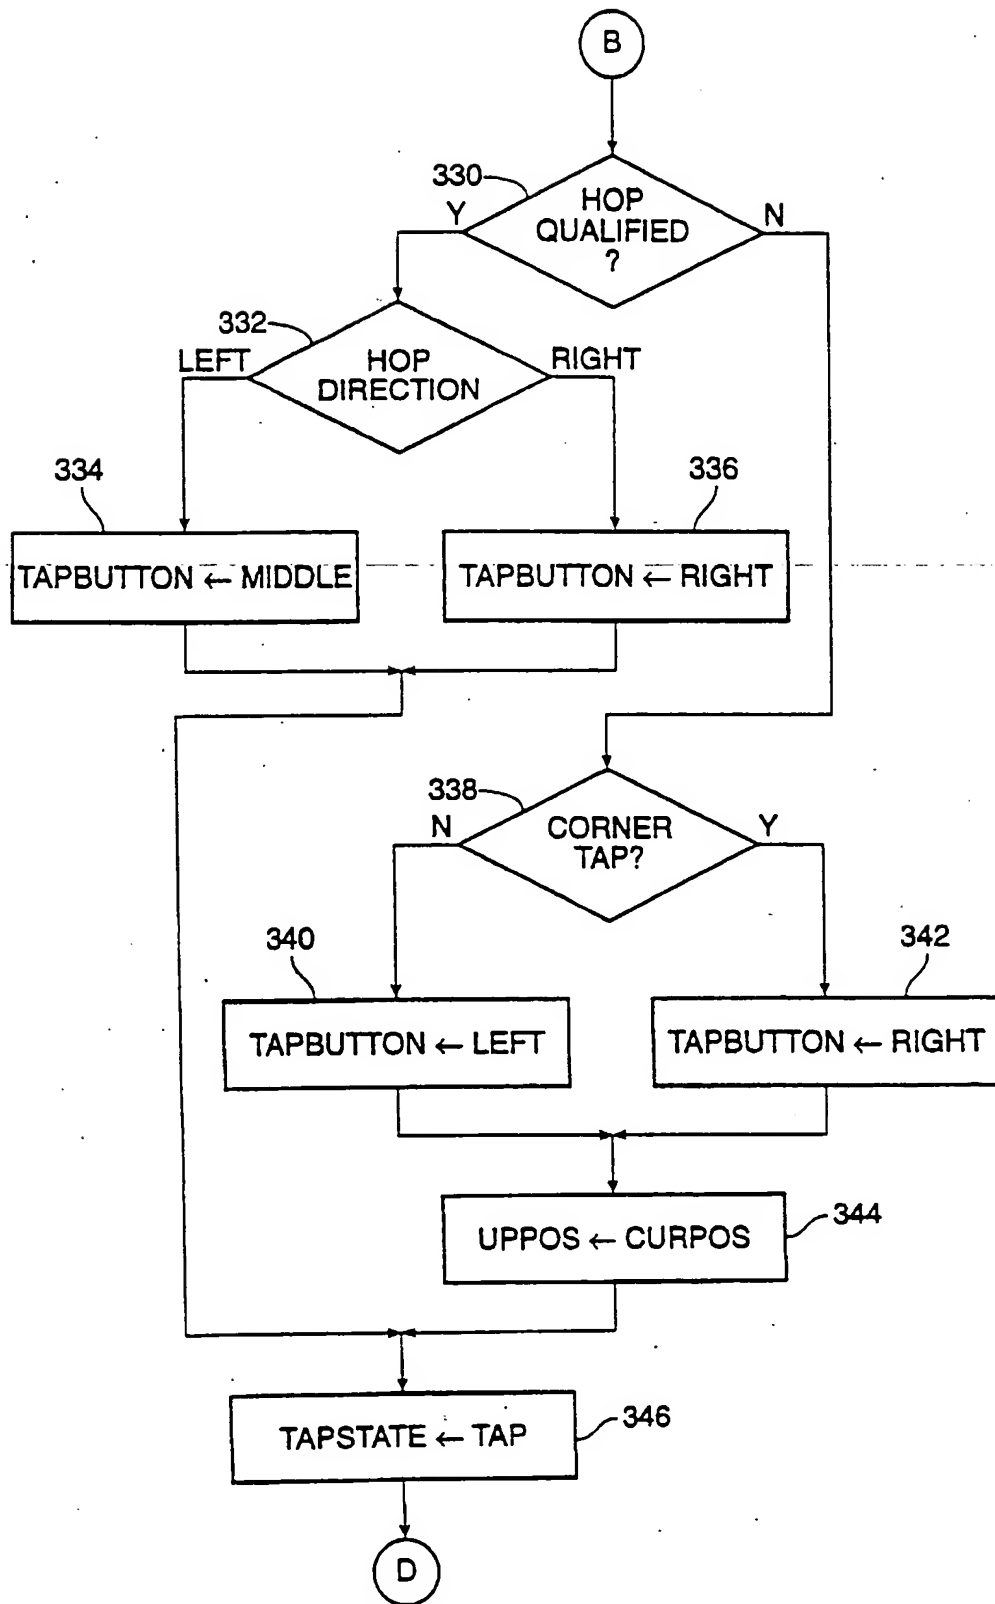 B
330
HOP
QUALIFIED
?
Y
N
332
HOP
DIRECTION
LEFT
RIGHT
334
336
TAPBUTTON ← MIDDLE
TAPBUTTON ← RIGHT
338
CORNER
TAP?
N
Y
340
342
TAPBUTTON ← LEFT
TAPBUTTON ← RIGHT
UPPOS ← CURPOS
344
TAPSTATE ← TAP
346
D